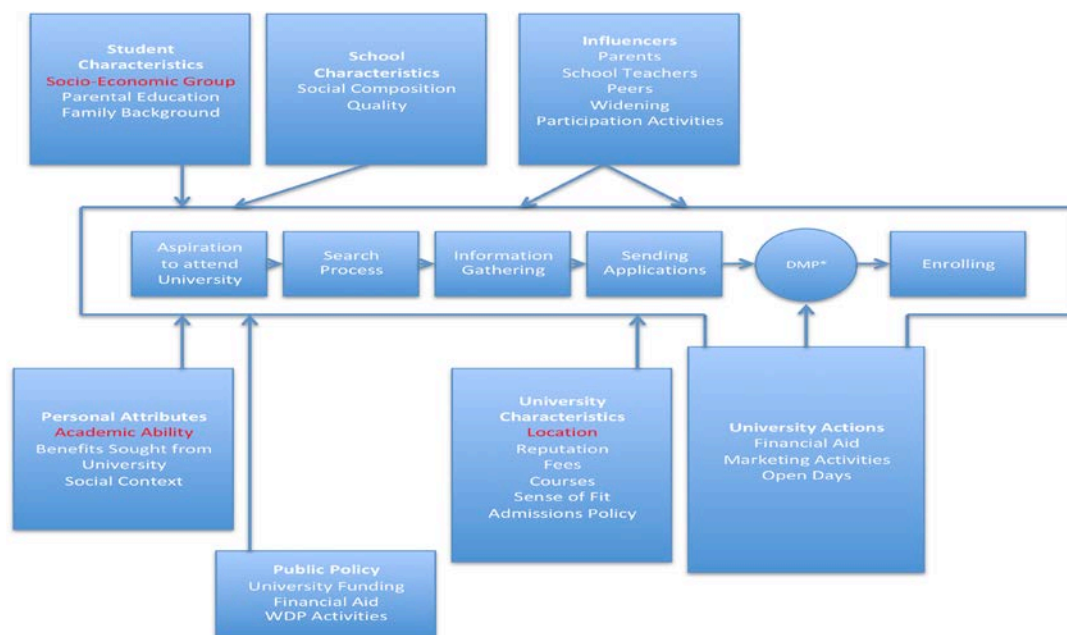 Student
Characteristics
Socio-Economic Group
Parental Education
Family Background
School
Characteristics
Social Composition
Quality
Influencers
Parents
School Teachers
Peers
Widening
Participation Activities
Aspiration
to attend
University
Search
Process
Information
Gathering
Sending
Applications
DMP*
Enrolling
Personal Attributes
Academic Ability
Benefits Sought from
University
Social Context
University
Characteristics
Location
Reputation
Fees
Courses
Sense of Fit
Admissions Policy
University Actions
Financial Aid
Marketing Activities
Open Days
Public Policy
University Funding
Financial Aid
WDP Activities